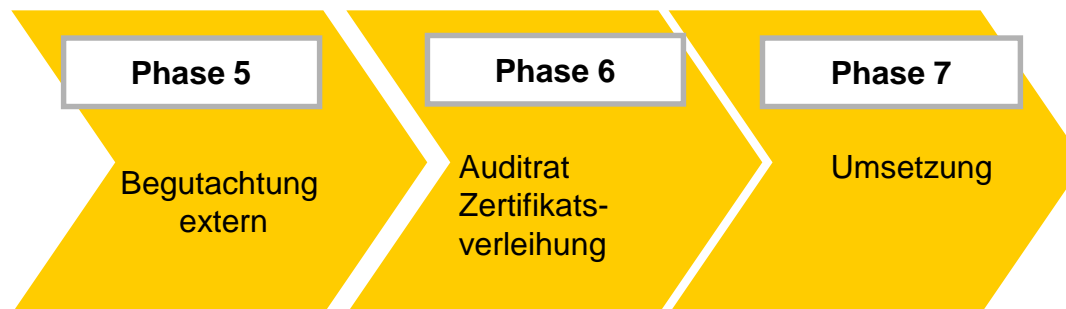 Phase 5
Begutachtung
extern
Phase 6
Auditrat
Zertifikats-
verleihung
Phase 7
Umsetzung